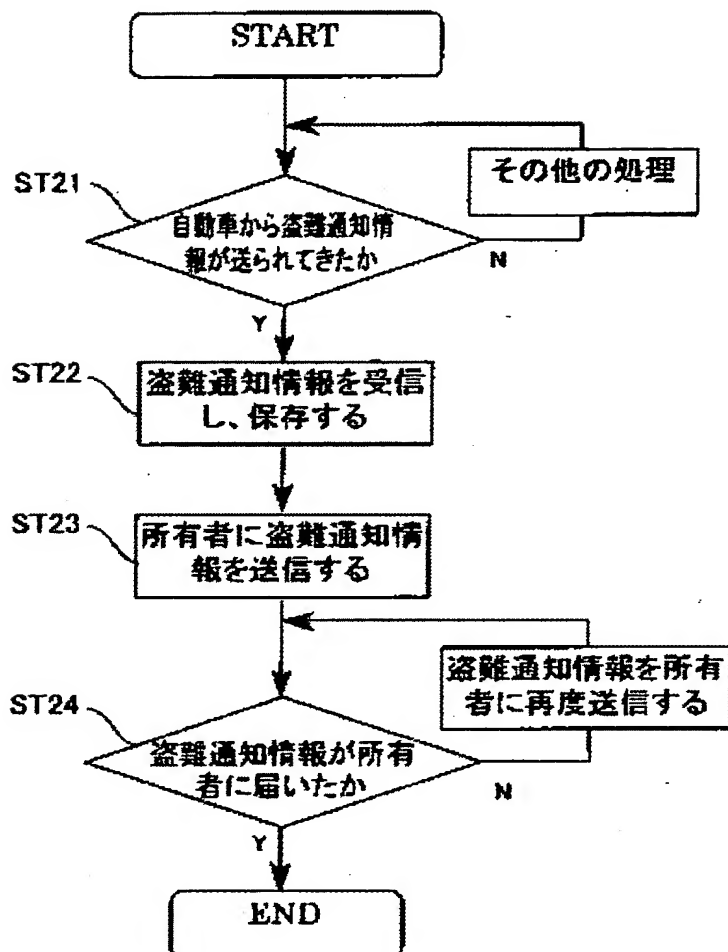 START
その他の処理
ST21
自動車から盗難通知情
報が送られてきたか
N
Y
ST22
盗難通知情報を受信
し、保存する
ST23
所有者に盗難通知情
報を送信する
盗難通知情報を所有
者に再度送信する
ST24
盗難通知情報が所有
者に届いたか
N
Y
END